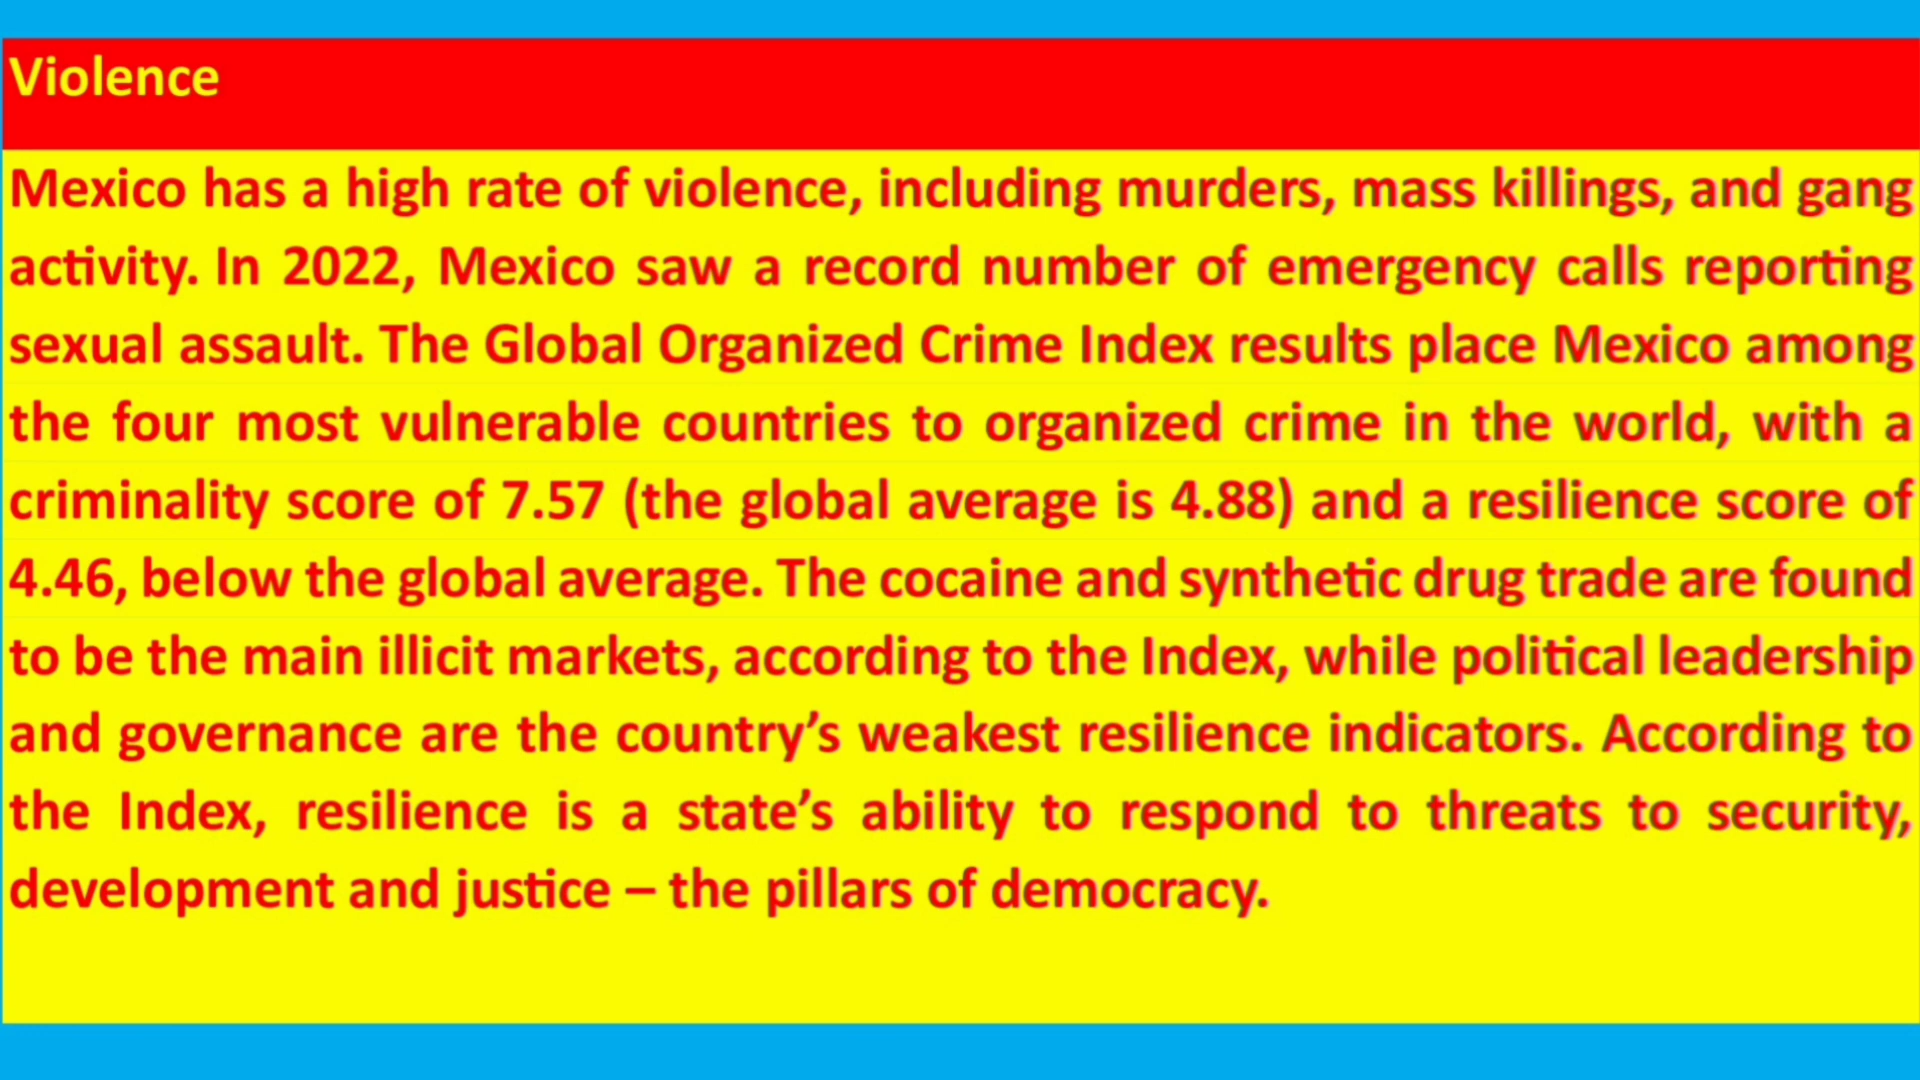 Violence
Mexico has a high rate of violence, including murders, mass killings, and gang
activity. In 2022, Mexico saw a record number of emergency calls reporting
sexual assault. The Global Organized Crime Index results place Mexico among
the four most vulnerable countries to organized crime in the world, with a
criminality score of 7.57 (the global average is 4.88) and a resilience score of
4.46, below the global average. The cocaine and synthetic drug trade are found
to be the main illicit markets, according to the Index, while political leadership
and governance are the country’s weakest resilience indicators. According to
the Index, resilience is a state’s ability to respond to threats to security,
development and justice – the pillars of democracy.